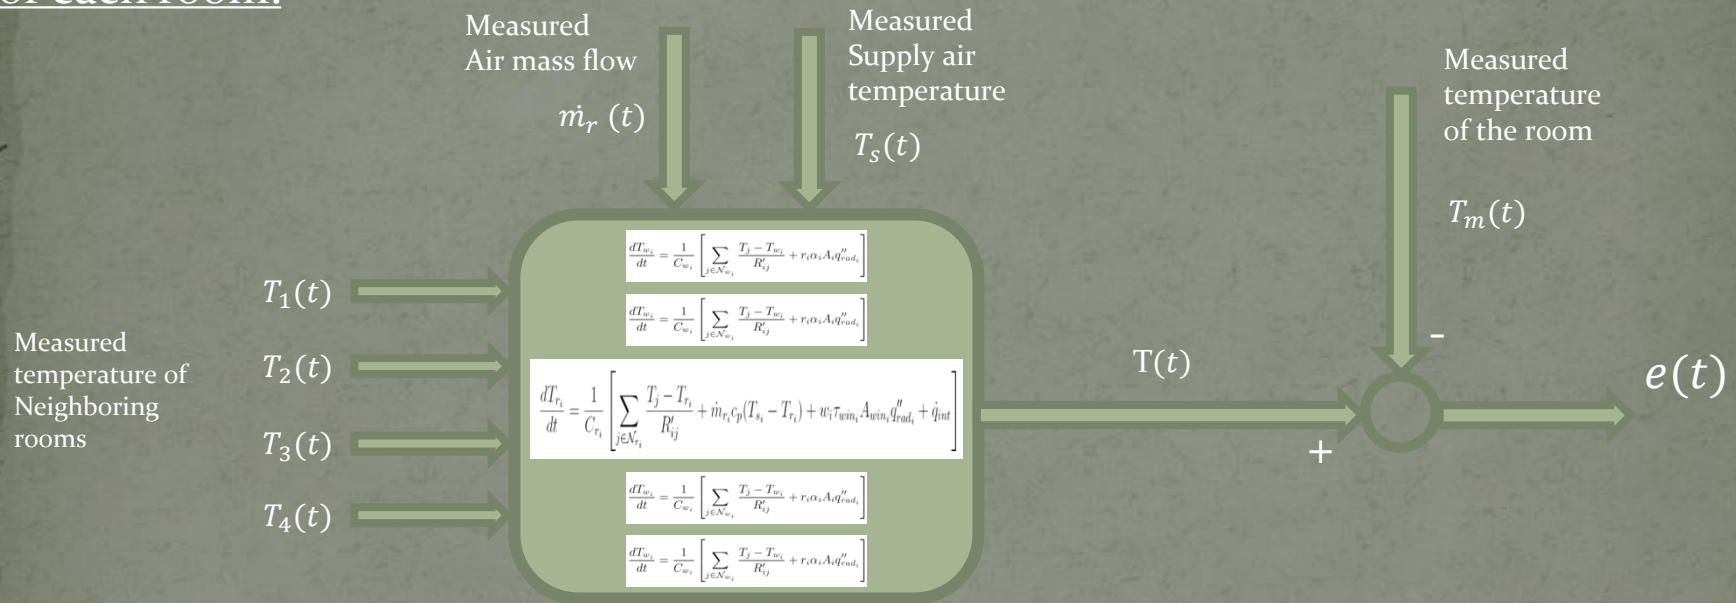 of each room:
Measured
Air mass flow
ṁ_r (t)
Measured
Supply air
temperature
T_s(t)
Measured
temperature
of the room
T_m(t)
T_1(t)
T_2(t)
T_3(t)
T_4(t)
Measured
temperature of
Neighboring
rooms
dT_{w_i}/dt = 1/C_{w_i} [∑_{j∈N_{w_i}} (T_j − T_{w_i})/R′_{ij} + r_i α_i A_i q″_{rad_i}]
dT_{w_i}/dt = 1/C_{w_i} [∑_{j∈N_{w_i}} (T_j − T_{w_i})/R′_{ij} + r_i α_i A_i q″_{rad_i}]
dT_{r_i}/dt = 1/C_{r_i} [∑_{j∈N_{r_i}} (T_j − T_{r_i})/R′_{ij} + ṁ_{r_i} c_p(T_{s_i} − T_{r_i}) + w_i τ_{win_i} A_{win_i} q″_{rad_i} + q̇_{int}]
dT_{w_i}/dt = 1/C_{w_i} [∑_{j∈N_{w_i}} (T_j − T_{w_i})/R′_{ij} + r_i α_i A_i q″_{rad_i}]
dT_{w_i}/dt = 1/C_{w_i} [∑_{j∈N_{w_i}} (T_j − T_{w_i})/R′_{ij} + r_i α_i A_i q″_{rad_i}]
T(t)
-
+
e(t)